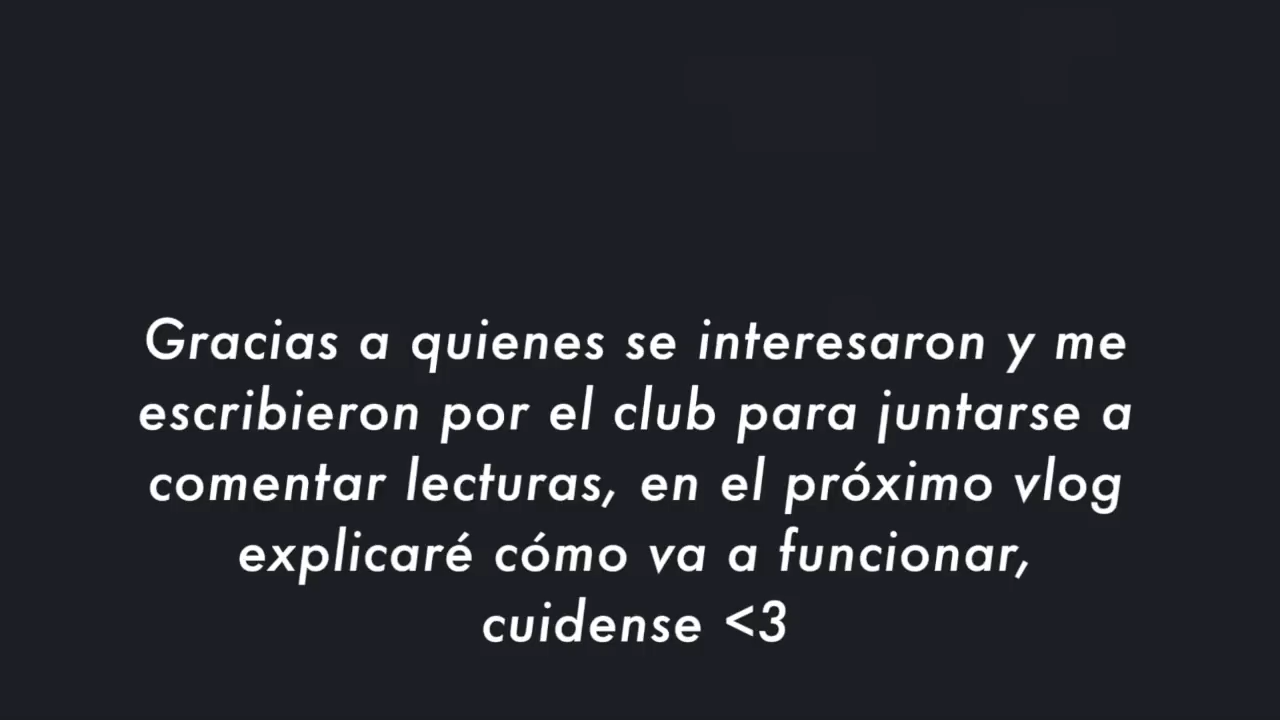 Gracias a quienes se interesaron y me
escribieron por el club para juntarse a
comentar lecturas, en el próximo vlog
explicaré cómo va a funcionar,
cuidense <3